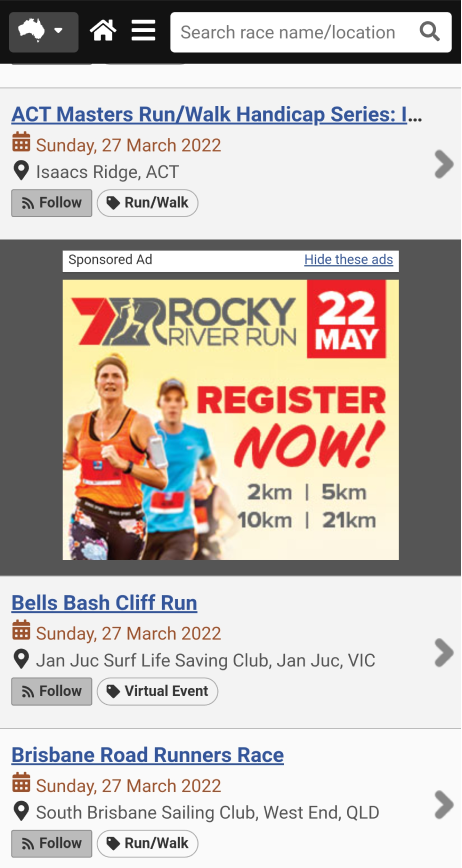 Search race name/location
ACT Masters Run/Walk Handicap Series: I...
Sunday, 27 March 2022
Isaacs Ridge, ACT
Follow
Run/Walk
Sponsored Ad
Hide these ads
7 ROCKY
RIVER RUN
22
MAY
REGISTER
NOW!
2km | 5km
10km | 21km
Bells Bash Cliff Run
Sunday, 27 March 2022
Jan Juc Surf Life Saving Club, Jan Juc, VIC
Follow
Virtual Event
Brisbane Road Runners Race
Sunday, 27 March 2022
South Brisbane Sailing Club, West End, QLD
Follow
Run/Walk